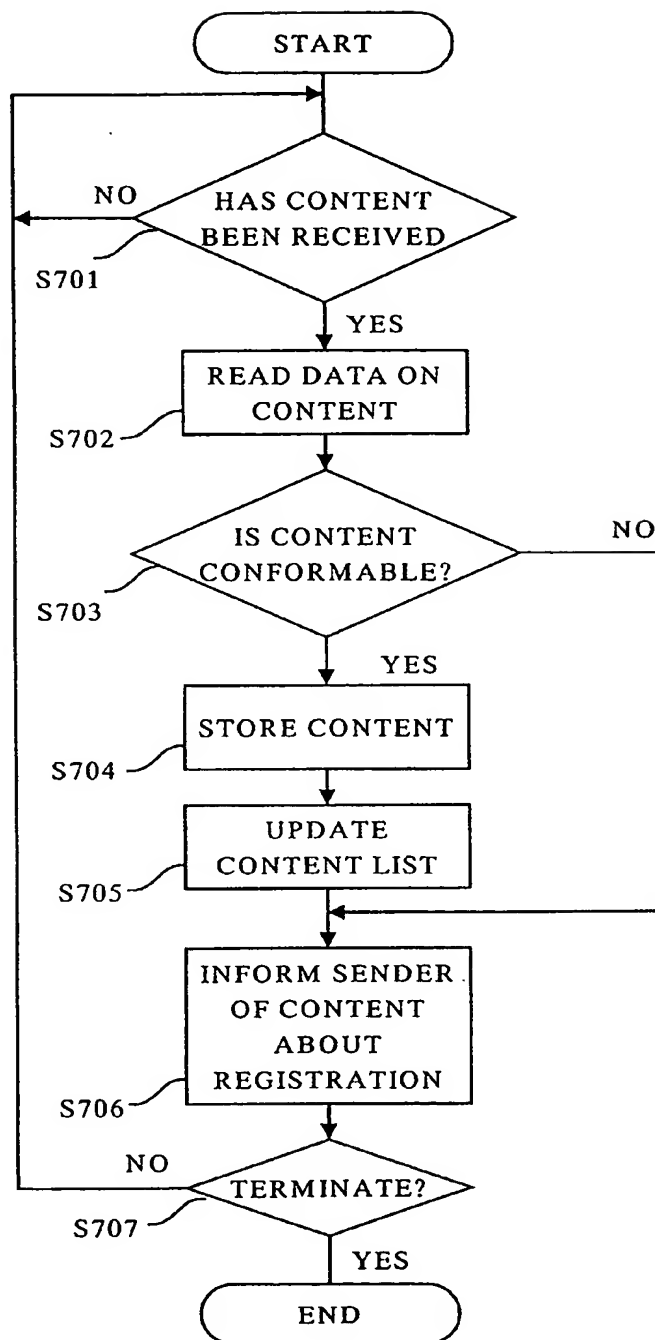 START
NO
HAS CONTENT
BEEN RECEIVED
S701
YES
READ DATA ON
CONTENT
S702
IS CONTENT
CONFORMABLE?
NO
S703
YES
STORE CONTENT
S704
UPDATE
CONTENT LIST
S705
INFORM SENDER
OF CONTENT
ABOUT
REGISTRATION
S706
NO
TERMINATE?
S707
YES
END